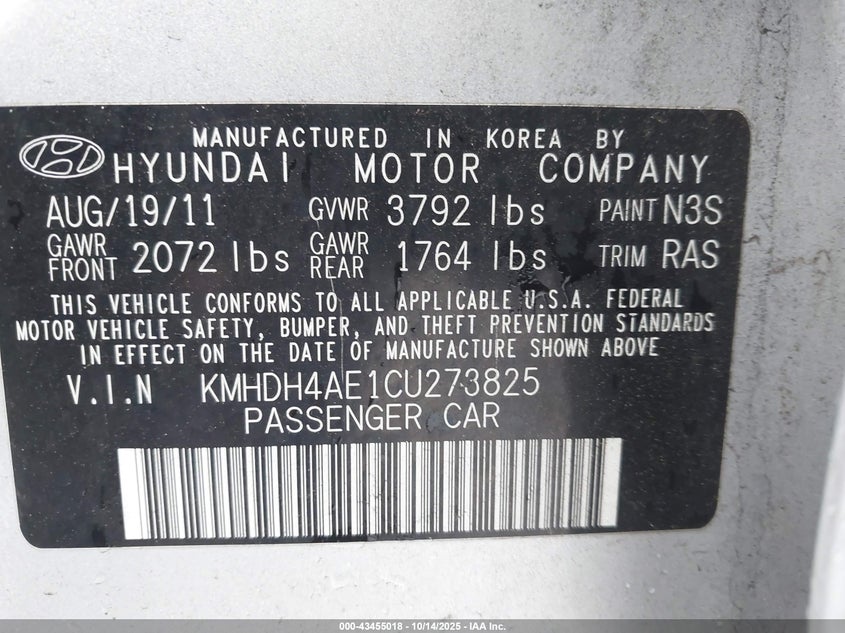 MANUFACTURED IN KOREA BY
HYUNDAI MOTOR COMPANY
AUG/19/11 GVWR 3792 lbs PAINT N3S
GAWR FRONT 2072 lbs GAWR REAR 1764 lbs TRIM RAS
THIS VEHICLE CONFORMS TO ALL APPLICABLE U.S.A. FEDERAL
MOTOR VEHICLE SAFETY, BUMPER, AND THEFT PREVENTION STANDARDS
IN EFFECT ON THE DATE OF MANUFACTURE SHOWN ABOVE
V.I.N KMHDH4AE1CU273825
PASSENGER CAR
000-43455018 - 10/14/2025 - IAA Inc.